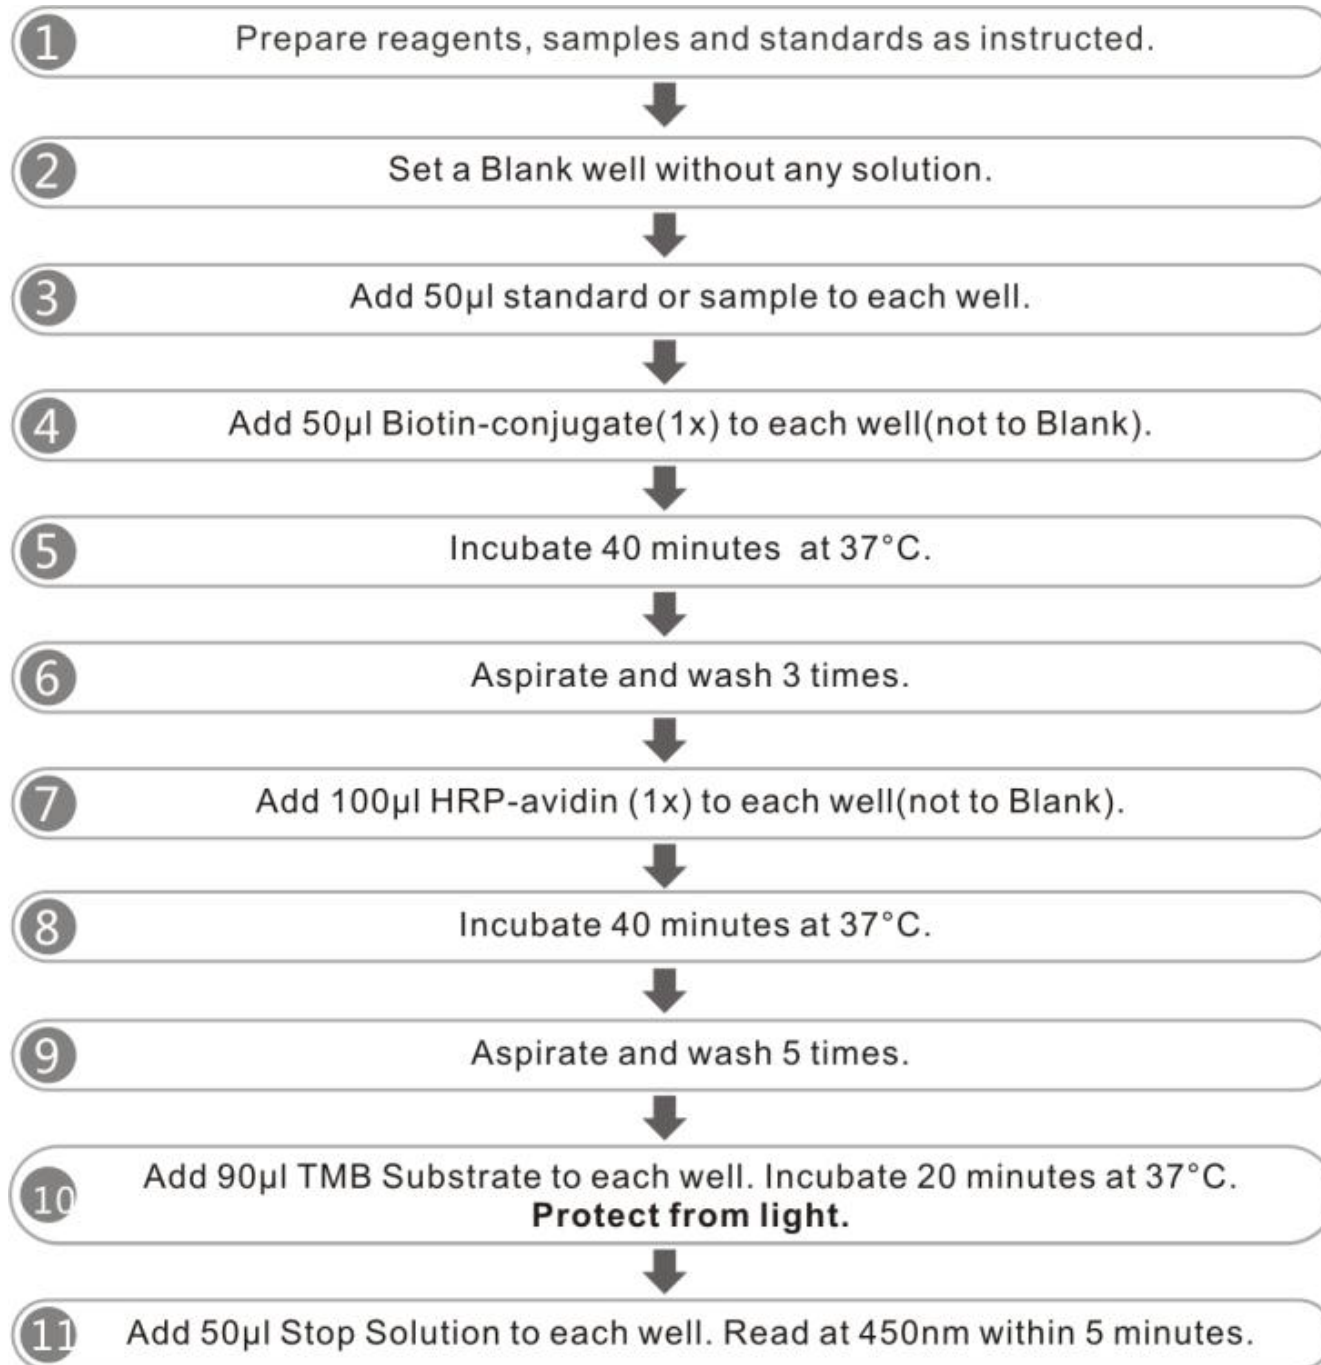 1 Prepare reagents, samples and standards as instructed.
2 Set a Blank well without any solution.
3 Add 50µl standard or sample to each well.
4 Add 50µl Biotin-conjugate(1x) to each well(not to Blank).
5 Incubate 40 minutes at 37°C.
6 Aspirate and wash 3 times.
7 Add 100µl HRP-avidin (1x) to each well(not to Blank).
8 Incubate 40 minutes at 37°C.
9 Aspirate and wash 5 times.
10 Add 90µl TMB Substrate to each well. Incubate 20 minutes at 37°C.
Protect from light.
11 Add 50µl Stop Solution to each well. Read at 450nm within 5 minutes.